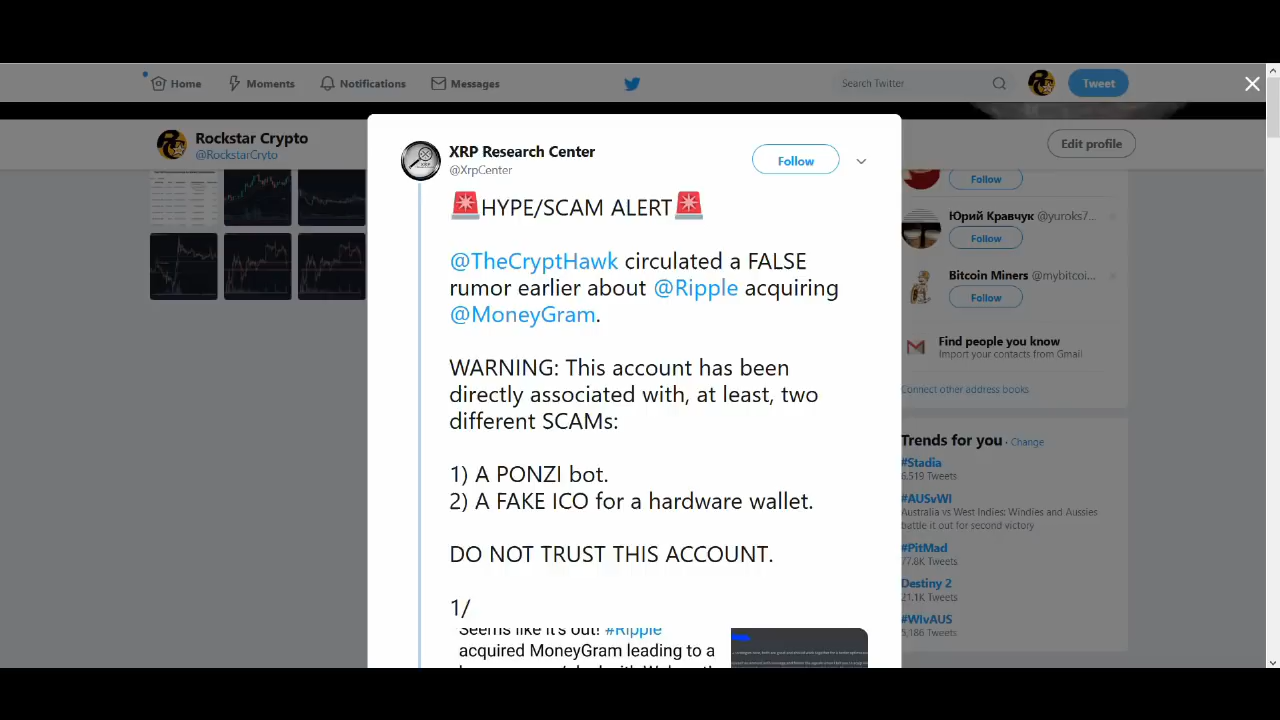 Home
Moments
Notifications
Messages
Search Twitter
Tweet
Rockstar Crypto
@RockstarCryto
Edit profile
XRP Research Center
@XrpCenter
Follow
🚨HYPE/SCAM ALERT🚨
@TheCryptHawk circulated a FALSE
rumor earlier about @Ripple acquiring
@MoneyGram.
WARNING: This account has been
directly associated with, at least, two
different SCAMs:
1) A PONZI bot.
2) A FAKE ICO for a hardware wallet.
DO NOT TRUST THIS ACCOUNT.
1/
Seems like it's out! #Ripple
acquired MoneyGram leading to a
Follow
Юрий Кравчук @yuroks7...
Follow
Bitcoin Miners @mybitcoi...
Follow
Find people you know
Import your contacts from Gmail
Connect other address books
Trends for you · Change
#Stadia
6,519 Tweets
#AUSvWI
Australia vs West Indies: Windies and Aussies
battle it out for second victory
#PitMad
77.8K Tweets
Destiny 2
21.1K Tweets
#WIvAUS
5,186 Tweets